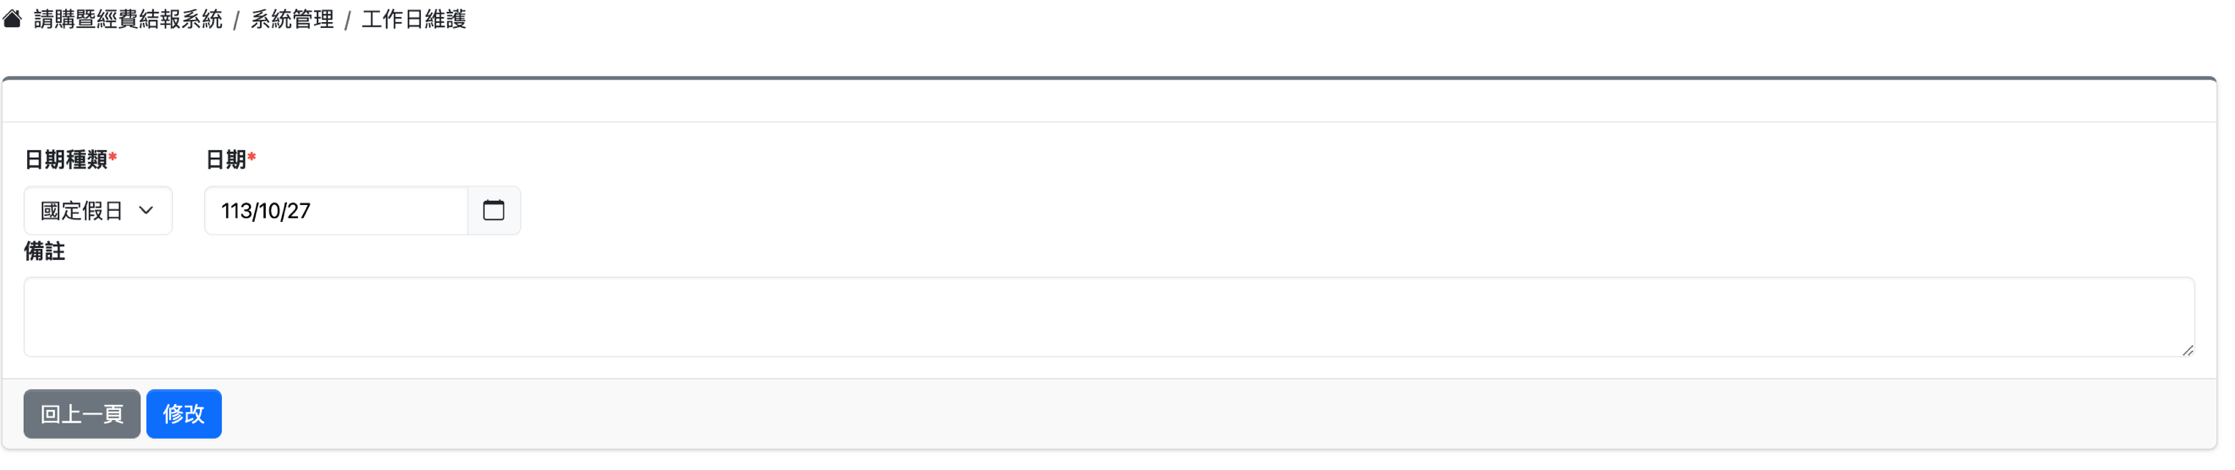 請購暨經費結報系統 / 系統管理 / 工作日維護
日期種類* 日期*
國定假日 113/10/27
備註
回上一頁 修改